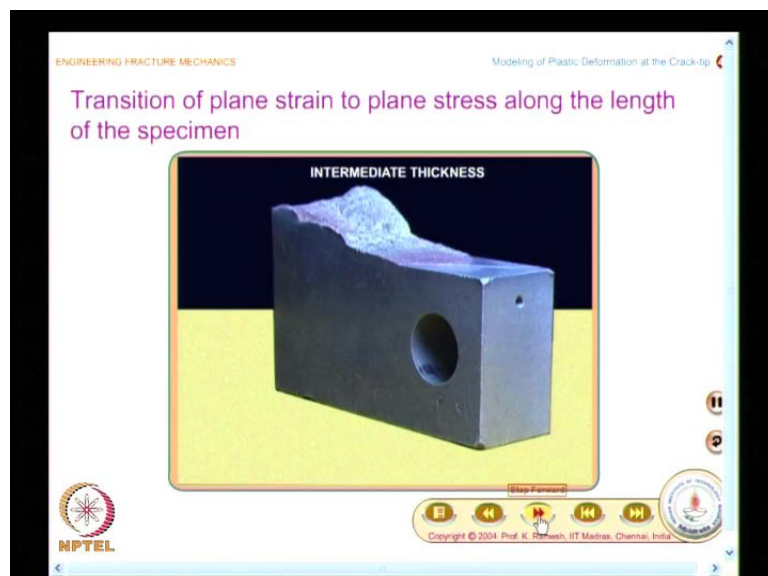 ENGINEERING FRACTURE MECHANICS
Modeling of Plastic Deformation at the Crack-tip
Transition of plane strain to plane stress along the length
of the specimen
INTERMEDIATE THICKNESS
Step Forward
NPTEL
Copyright © 2004 Prof. K. Ramesh, IIT Madras, Chennai, India